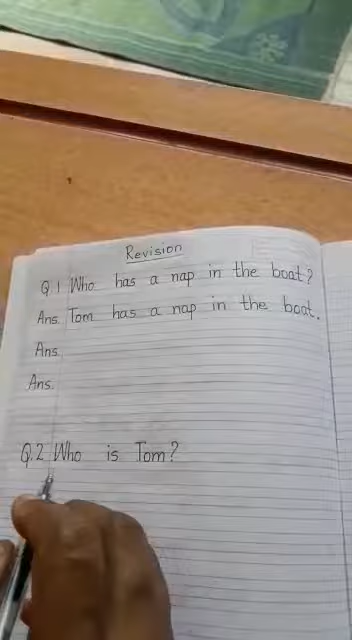 Revision
Q.1 Who has a nap in the boat?
Ans. Tom has a nap in the boat.
Ans.
Ans.
Q.2 Who is Tom?